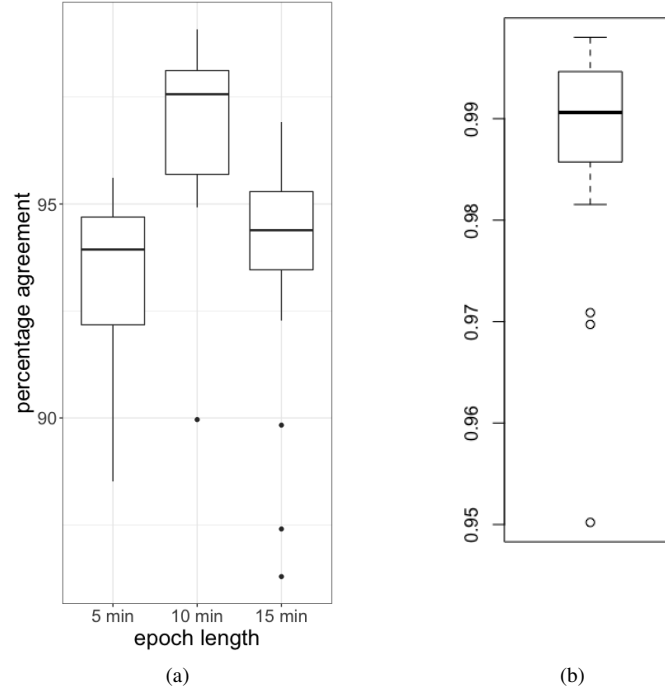 percentage agreement
95
90
5 min 10 min 15 min
epoch length
(a)
0.99
0.98
0.97
0.96
0.95
(b)